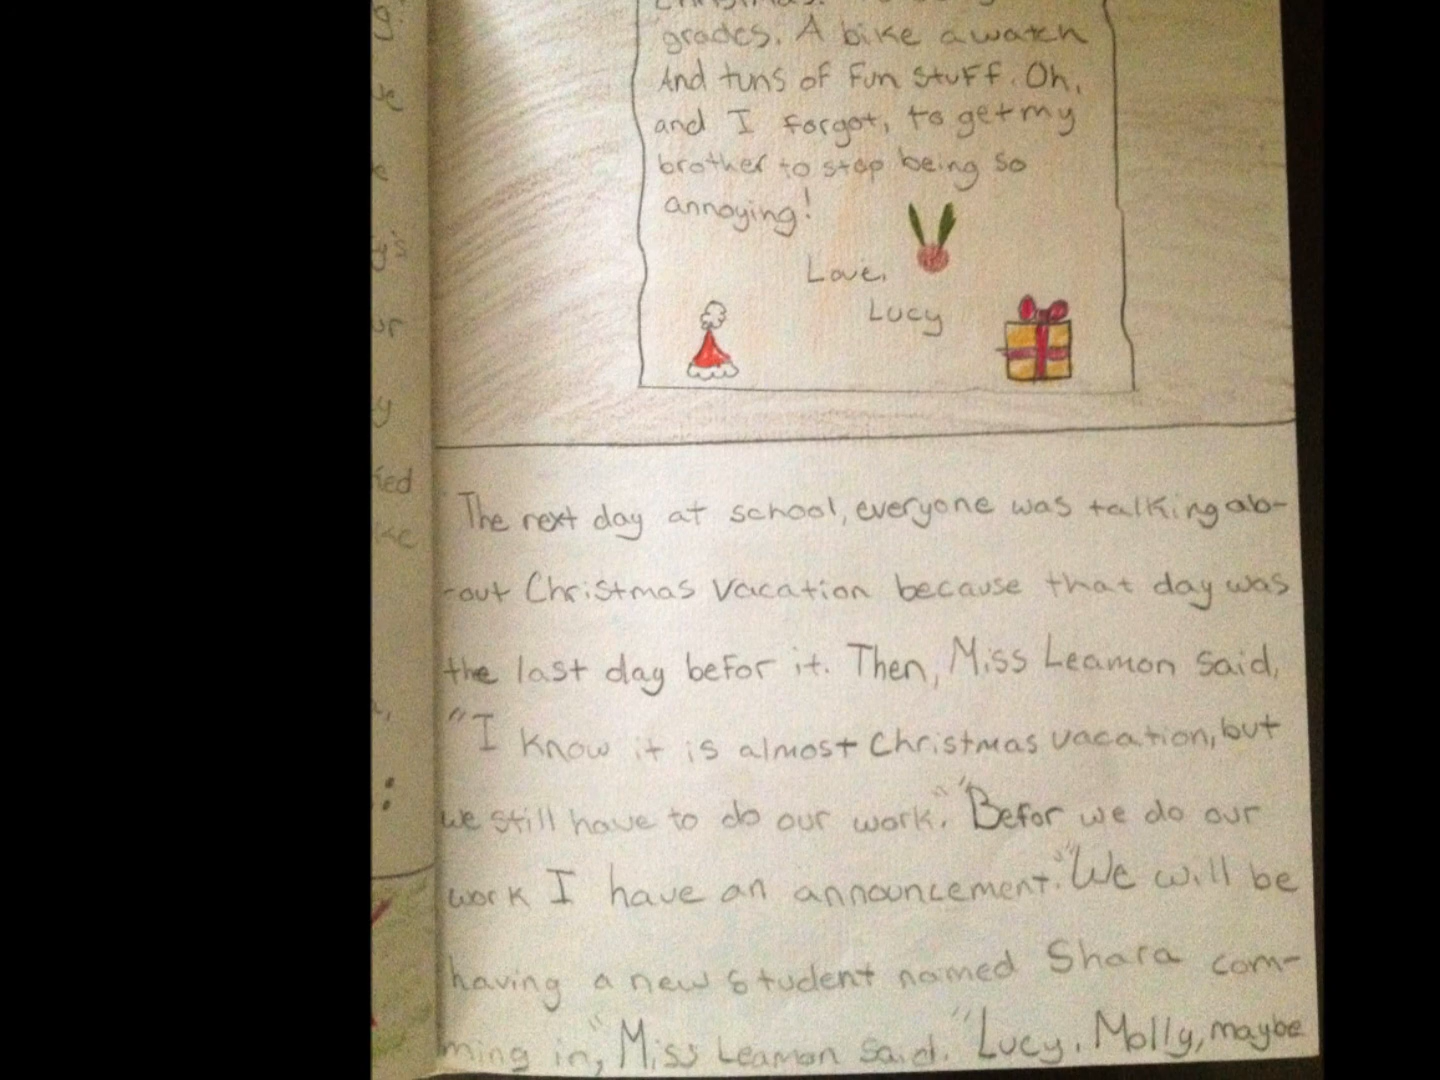 grades. A bike a watch
And tuns of Fun stuff. Oh,
and I forgot, to get my
brother to stop being so
annoying!
Love,
Lucy
The next day at school, everyone was talking ab-
-out Christmas vacation because that day was
the last day befor it. Then, Miss Leamon said,
"I know it is almost Christmas vacation, but
we still have to do our work." "Befor we do our
work I have an announcement." "We will be
having a new student named Shara com-
ming in," Miss Leamon said. "Lucy, Molly, maybe